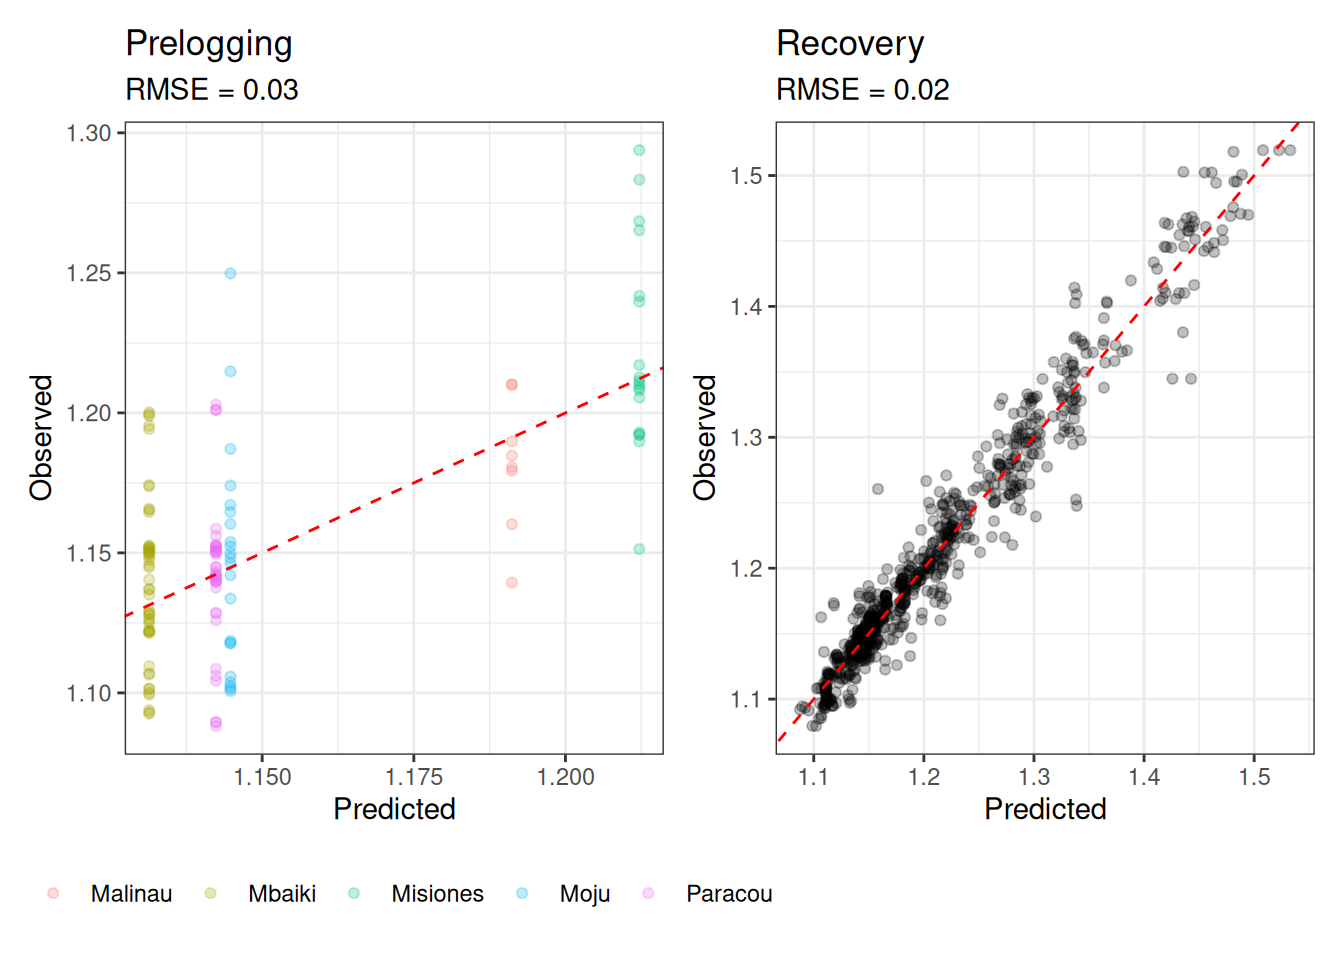 Prelogging
RMSE = 0.03
1.30
1.25
1.20
1.15
1.10
Observed
1.150 1.175 1.200
Predicted
Recovery
RMSE = 0.02
1.5
1.4
1.3
1.2
1.1
Observed
1.1 1.2 1.3 1.4 1.5
Predicted
Malinau Mbaiki Misiones Moju Paracou